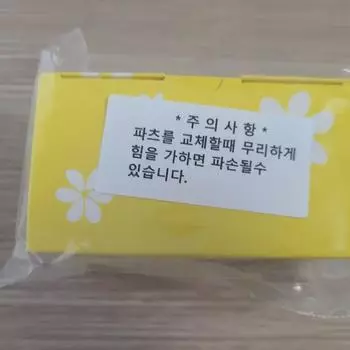 * 주 의 사 항 *
파츠를 교체할때 무리하게
힘을 가하면 파손될수
있습니다.